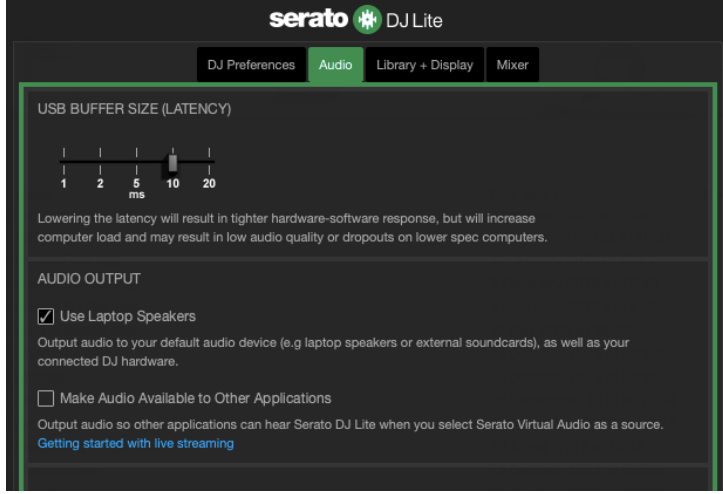 serato DJ Lite
DJ Preferences Audio Library + Display Mixer
USB BUFFER SIZE (LATENCY)
1 2 5 10 20
ms
Lowering the latency will result in tighter hardware-software response, but will increase
computer load and may result in low audio quality or dropouts on lower spec computers.
AUDIO OUTPUT
Use Laptop Speakers
Output audio to your default audio device (e.g laptop speakers or external soundcards), as well as your
connected DJ hardware.
Make Audio Available to Other Applications
Output audio so other applications can hear Serato DJ Lite when you select Serato Virtual Audio as a source.
Getting started with live streaming